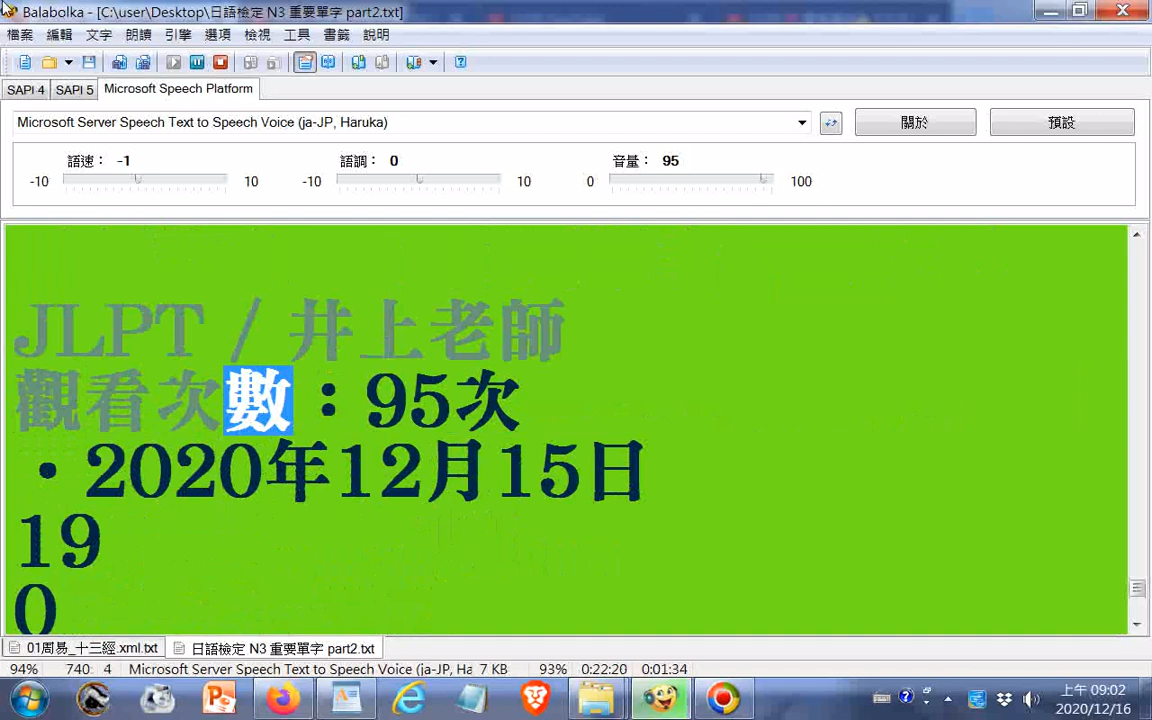 Balabolka - [C:\user\Desktop\日語檢定 N3 重要單字 part2.txt]
檔案 編輯 文字 朗讀 引擎 選項 檢視 工具 書籤 說明
SAPI 4 SAPI 5 Microsoft Speech Platform
Microsoft Server Speech Text to Speech Voice (ja-JP, Haruka)
關於 預設
語速： -1 語調： 0 音量： 95
-10 10 -10 10 0 100
JLPT / 井上老師
觀看次數：95次
・2020年12月15日
19
0
01周易_十三經.xml.txt 日語檢定 N3 重要單字 part2.txt
94% 740: 4 Microsoft Server Speech Text to Speech Voice (ja-JP, Ha 7 KB 93% 0:22:20 0:01:34
上午 09:02
2020/12/16